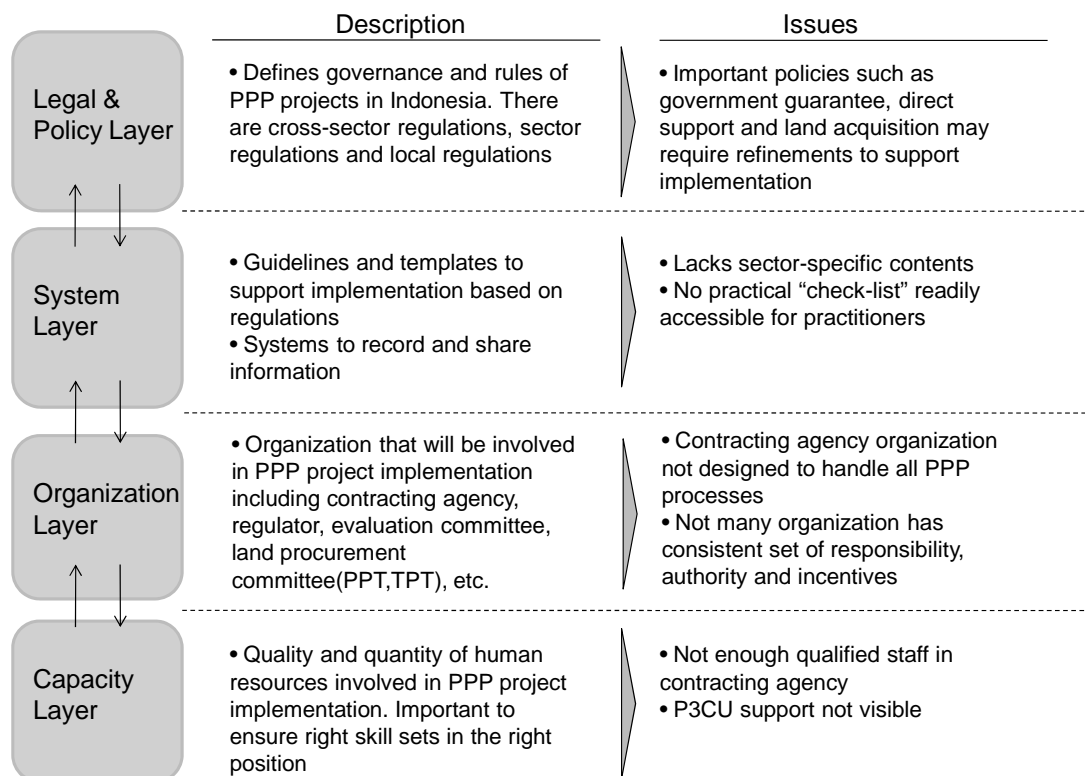 Description
Issues
Legal &
Policy Layer
• Defines governance and rules of
PPP projects in Indonesia. There
are cross-sector regulations, sector
regulations and local regulations
• Important policies such as
government guarantee, direct
support and land acquisition may
require refinements to support
implementation
System
Layer
• Guidelines and templates to
support implementation based on
regulations
• Systems to record and share
information
• Lacks sector-specific contents
• No practical “check-list” readily
accessible for practitioners
Organization
Layer
• Organization that will be involved
in PPP project implementation
including contracting agency,
regulator, evaluation committee,
land procurement
committee(PPT,TPT), etc.
• Contracting agency organization
not designed to handle all PPP
processes
• Not many organization has
consistent set of responsibility,
authority and incentives
Capacity
Layer
• Quality and quantity of human
resources involved in PPP project
implementation. Important to
ensure right skill sets in the right
position
• Not enough qualified staff in
contracting agency
• P3CU support not visible